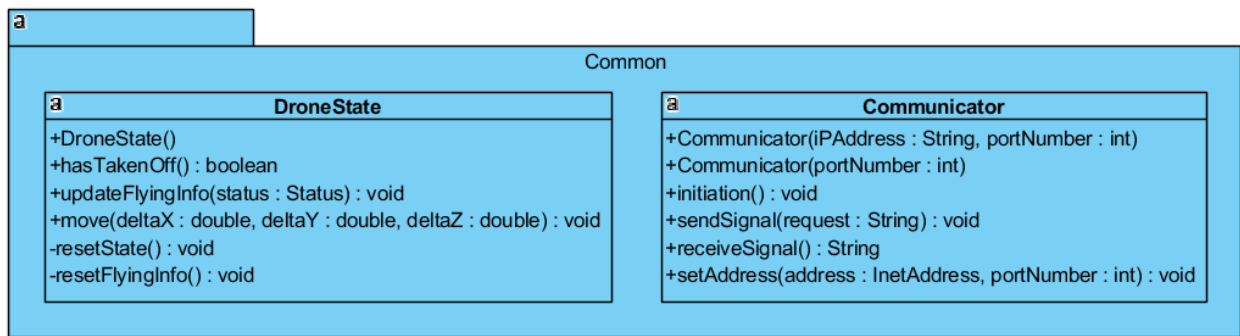 a
Common
a
DroneState
+DroneState()
+hasTakenOff() : boolean
+updateFlyingInfo(status : Status) : void
+move(deltaX : double, deltaY : double, deltaZ : double) : void
-resetState() : void
-resetFlyingInfo() : void
a
Communicator
+Communicator(iPAddress : String, portNumber : int)
+Communicator(portNumber : int)
+initiation() : void
+sendSignal(request : String) : void
+receiveSignal() : String
+setAddress(address : InetAddress, portNumber : int) : void